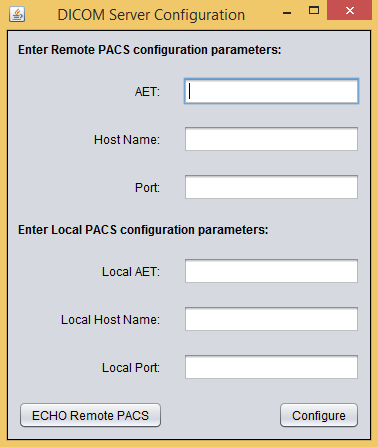 DICOM Server Configuration
Enter Remote PACS configuration parameters:
AET:
Host Name:
Port:
Enter Local PACS configuration parameters:
Local AET:
Local Host Name:
Local Port:
ECHO Remote PACS Configure